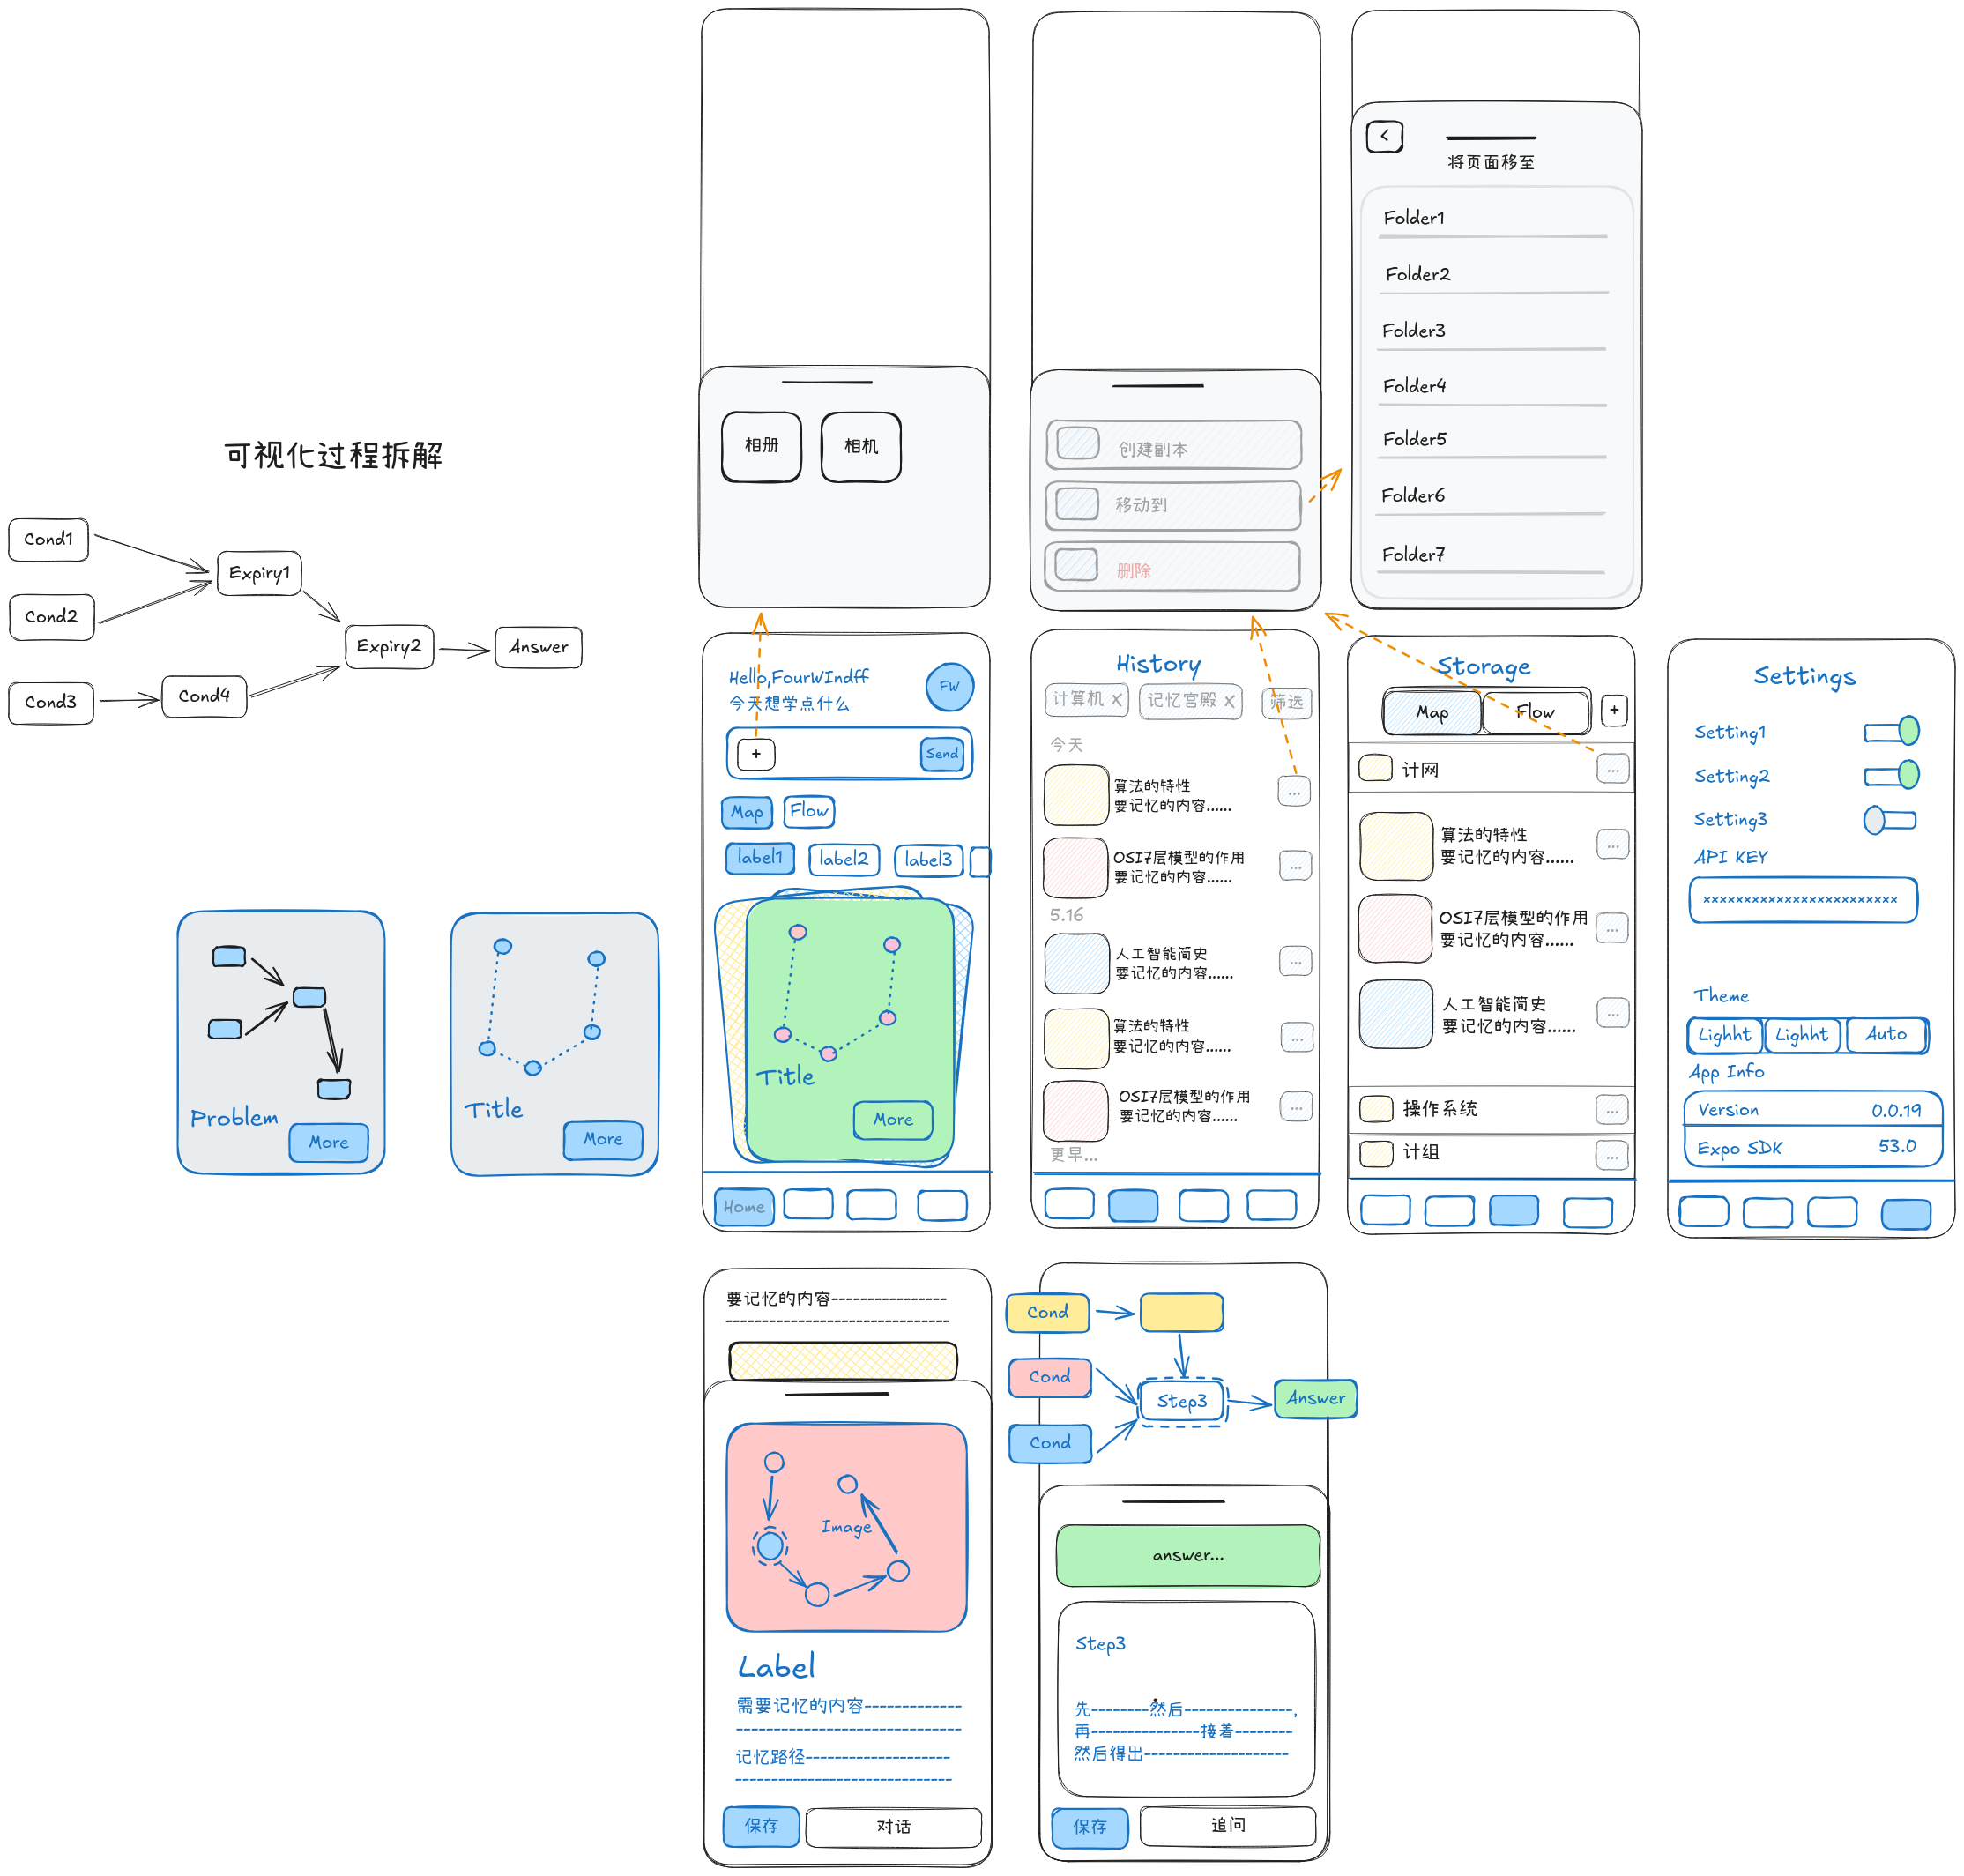 将页面移至
Folder1
Folder2
Folder3
Folder4
Folder5
Folder6
Folder7
相册
相机
创建副本
移动到
删除
可视化过程拆解
Cond1
Cond2
Cond3
Cond4
Expiry1
Expiry2
Answer
Problem
More
Title
More
Hello,FourWIndff
今天想学点什么
FW
+
Send
Map
Flow
label1
label2
label3
Title
More
Home
History
计算机 X
记忆宫殿 X
筛选
今天
算法的特性
要记忆的内容......
...
OSI7层模型的作用
要记忆的内容......
...
5.16
人工智能简史
要记忆的内容......
...
算法的特性
要记忆的内容......
...
OSI7层模型的作用
要记忆的内容......
...
更早...
Storage
Map
Flow
+
计网
...
算法的特性
要记忆的内容......
...
OSI7层模型的作用
要记忆的内容......
...
人工智能简史
要记忆的内容......
...
操作系统
...
计组
...
Settings
Setting1
Setting2
Setting3
API KEY
××××××××××××××××××××××××
Theme
Lighht
Lighht
Auto
App Info
Version
0.0.19
Expo SDK
53.0
要记忆的内容----------------
-------------------------------
Image
Label
需要记忆的内容-------------
-------------------------------
记忆路径--------------------
------------------------------
保存
对话
Cond
Cond
Cond
Step3
Answer
answer...
Step3
先--------然后---------------,
再---------------接着--------
然后得出--------------------
保存
追问